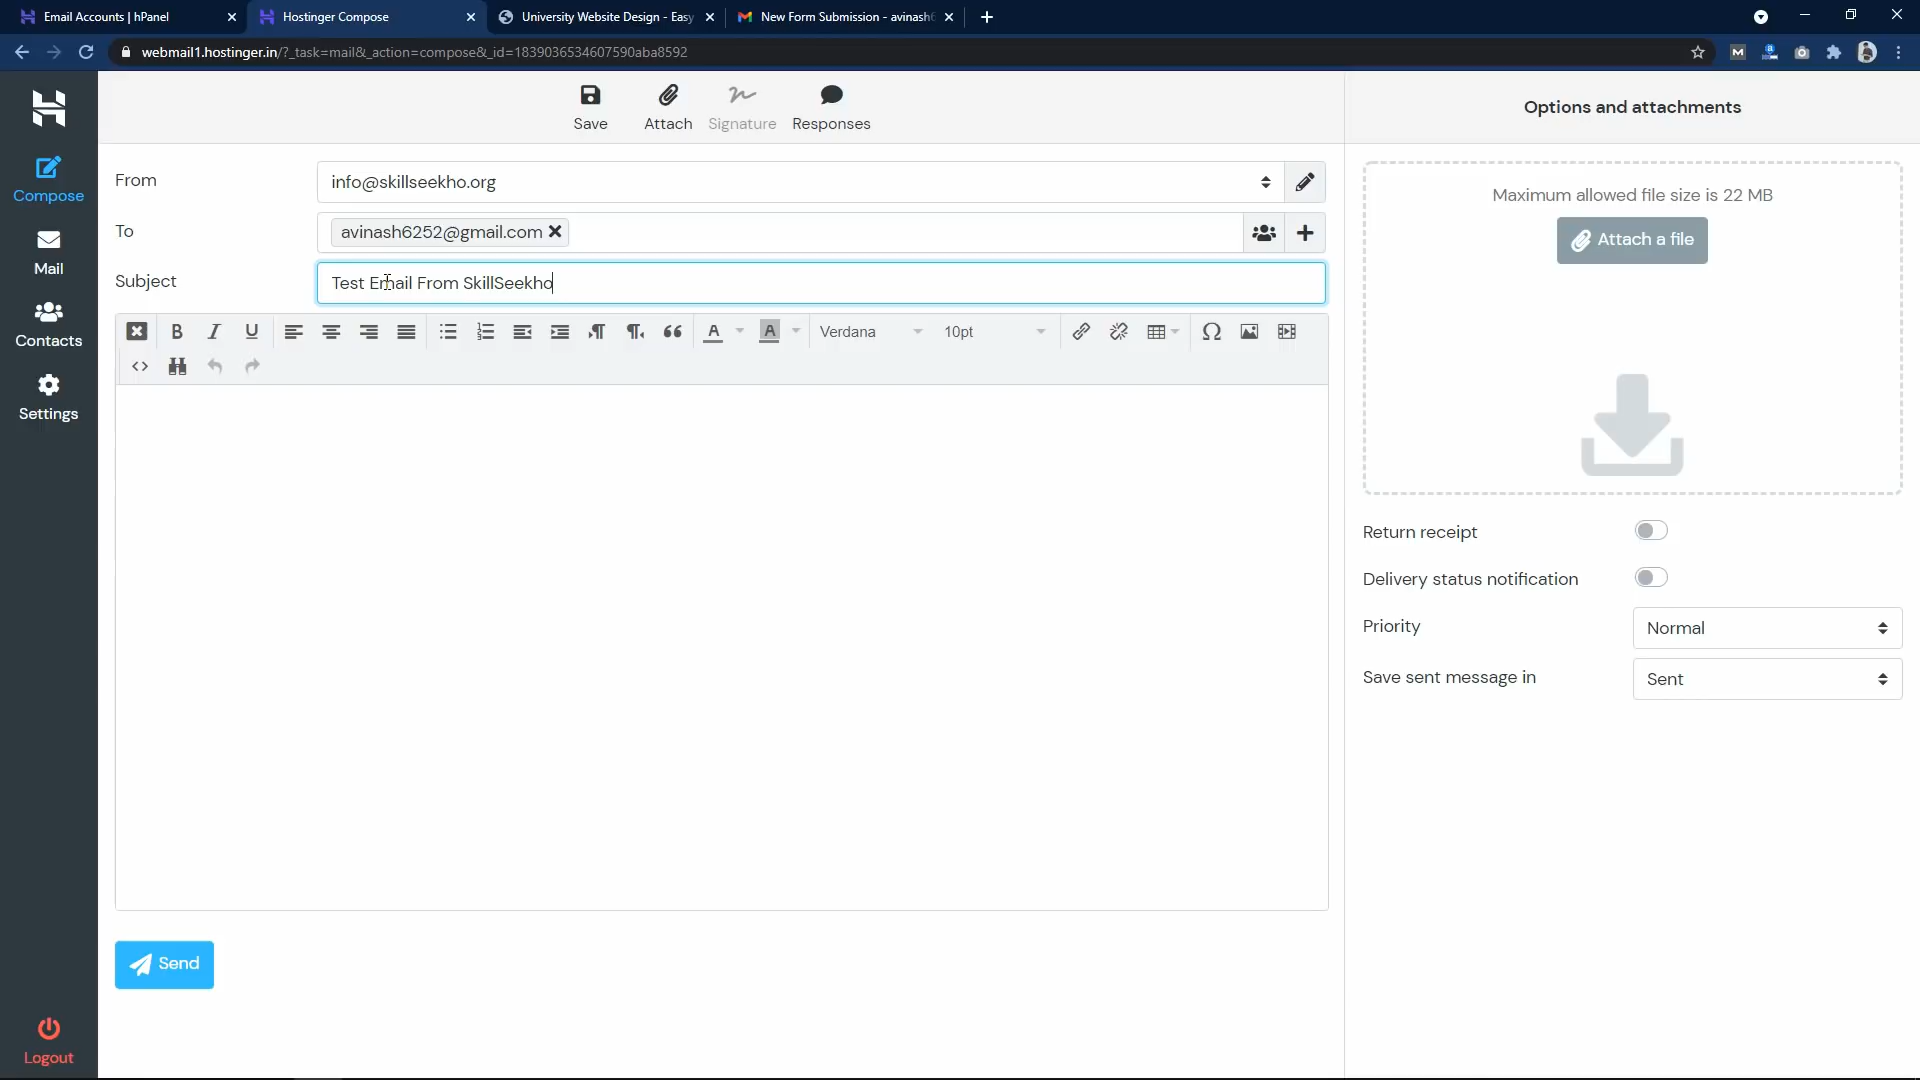 Email Accounts | hPanel
Hostinger Compose
University Website Design - Easy
New Form Submission - avinash6
webmail1.hostinger.in/?_task=mail&_action=compose&_id=1839036534607590aba8592
Save
Attach
Signature
Responses
Options and attachments
Compose
Mail
Contacts
Settings
Logout
From
info@skillseekho.org
To
avinash6252@gmail.com
Subject
Test Email From SkillSeekho
Verdana
10pt
Send
Maximum allowed file size is 22 MB
Attach a file
Return receipt
Delivery status notification
Priority
Normal
Save sent message in
Sent